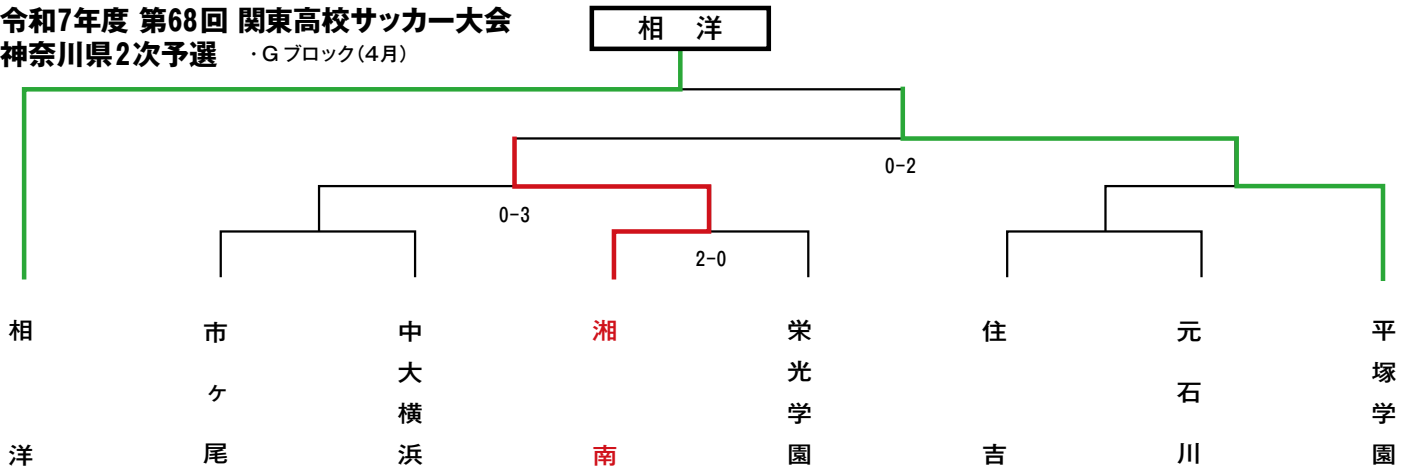 令和7年度 第68回 関東高校サッカー大会
神奈川県2次予選 ・Gブロック(4月)
相 洋
0-2
0-3
2-0
相洋
市ヶ尾
中大横浜
湘南
栄光学園
住吉
元石川
平塚学園